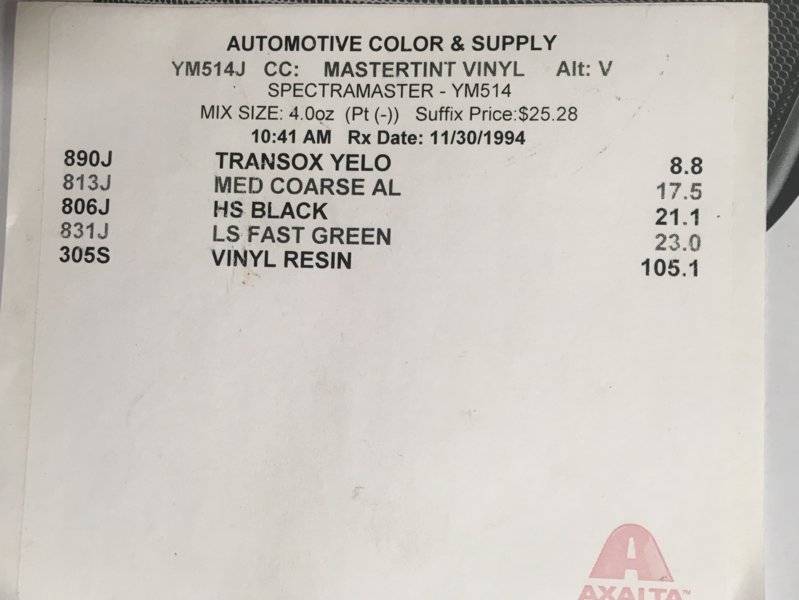 AUTOMOTIVE COLOR & SUPPLY
YM514J CC: MASTERTINT VINYL Alt: V
SPECTRAMASTER - YM514
MIX SIZE: 4.0oz (Pt (-)) Suffix Price:$25.28
10:41 AM Rx Date: 11/30/1994
890J TRANSOX YELO 8.8
813J MED COARSE AL 17.5
806J HS BLACK 21.1
831J LS FAST GREEN 23.0
305S VINYL RESIN 105.1
AXALTA™